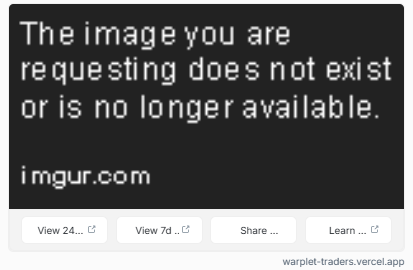 The image you are
requesting does not exist
or is no longer available.
imgur.com
View 24...
View 7d ..
Share ...
Learn ...
warplet-traders.vercel.app